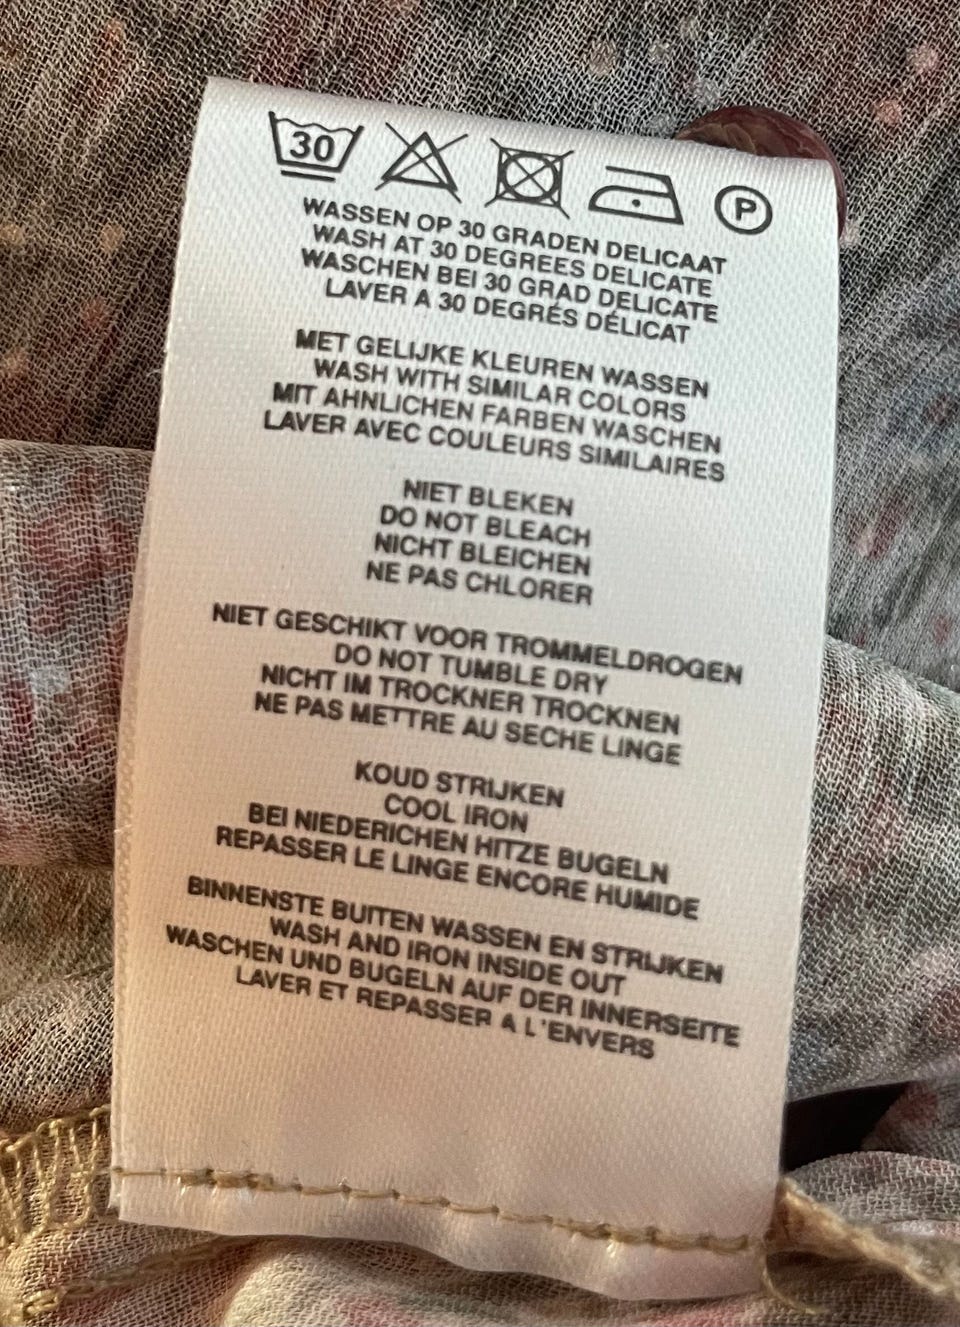 30 P
WASSEN OP 30 GRADEN DELICAAT
WASH AT 30 DEGREES DELICATE
WASCHEN BEI 30 GRAD DELICATE
LAVER A 30 DEGRÉS DÉLICAT
MET GELIJKE KLEUREN WASSEN
WASH WITH SIMILAR COLORS
MIT AHNLICHEN FARBEN WASCHEN
LAVER AVEC COULEURS SIMILAIRES
NIET BLEKEN
DO NOT BLEACH
NICHT BLEICHEN
NE PAS CHLORER
NIET GESCHIKT VOOR TROMMELDROGEN
DO NOT TUMBLE DRY
NICHT IM TROCKNER TROCKNEN
NE PAS METTRE AU SECHE LINGE
KOUD STRIJKEN
COOL IRON
BEI NIEDERICHEN HITZE BUGELN
REPASSER LE LINGE ENCORE HUMIDE
BINNENSTE BUITEN WASSEN EN STRIJKEN
WASH AND IRON INSIDE OUT
WASCHEN UND BUGELN AUF DER INNERSEITE
LAVER ET REPASSER A L'ENVERS